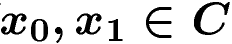 x₀, x₁ ∈ C